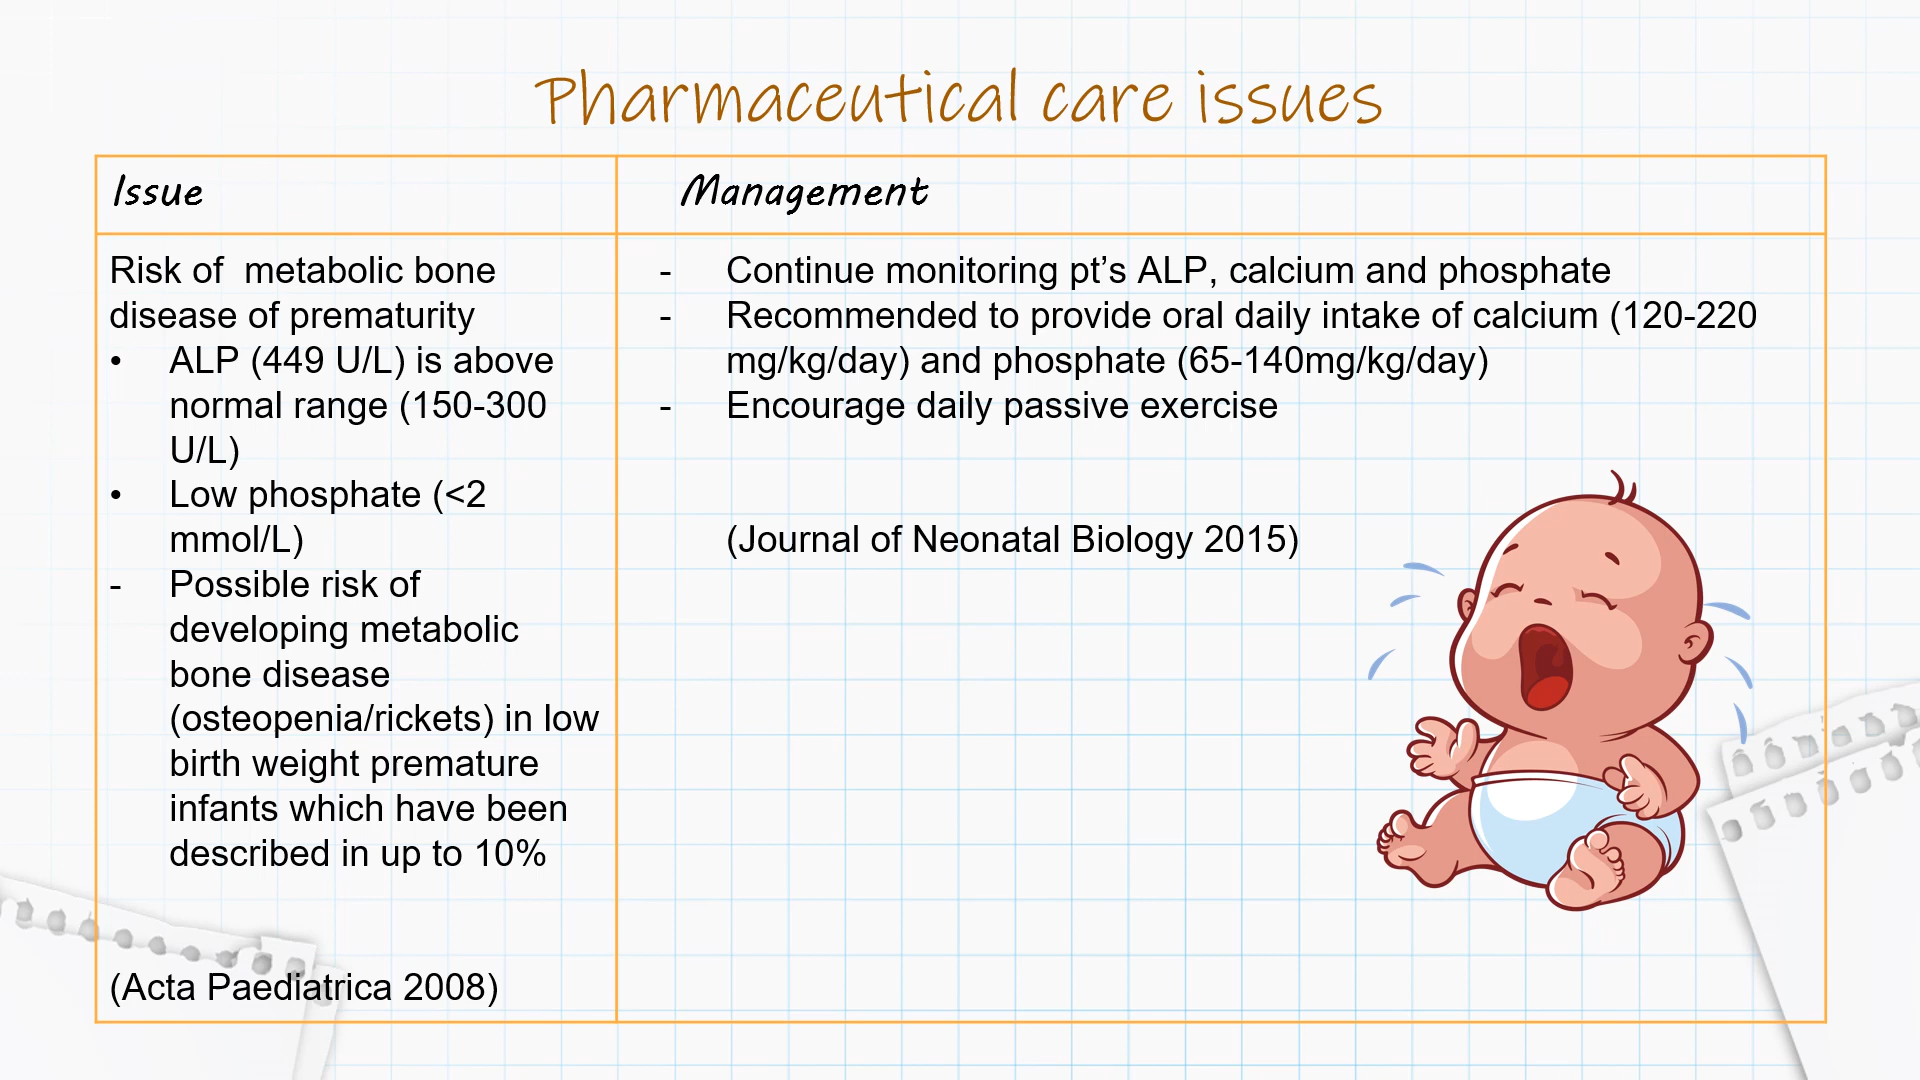 Pharmaceutical care issues
Issue
Management
Risk of  metabolic bone
disease of prematurity
• ALP (449 U/L) is above
normal range (150-300
U/L)
• Low phosphate (<2
mmol/L)
- Possible risk of
developing metabolic
bone disease
(osteopenia/rickets) in low
birth weight premature
infants which have been
described in up to 10%
(Acta Paediatrica 2008)
- Continue monitoring pt’s ALP, calcium and phosphate
- Recommended to provide oral daily intake of calcium (120-220
mg/kg/day) and phosphate (65-140mg/kg/day)
- Encourage daily passive exercise
(Journal of Neonatal Biology 2015)